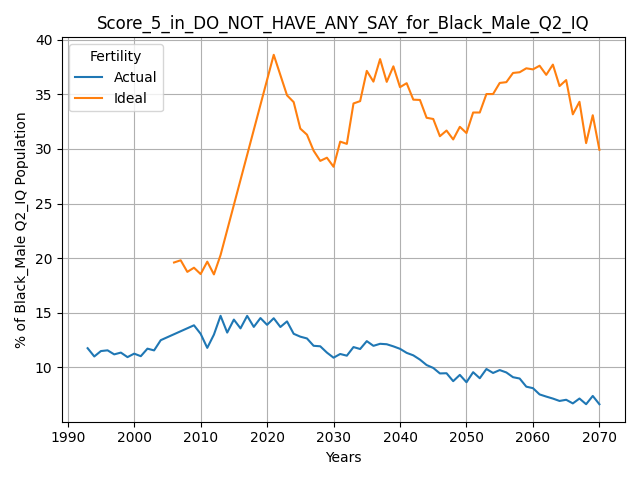 Score_5_in_DO_NOT_HAVE_ANY_SAY_for_Black_Male_Q2_IQ
Fertility
Actual
Ideal
% of Black_Male Q2_IQ Population
40
35
30
25
20
15
10
1990 2000 2010 2020 2030 2040 2050 2060 2070
Years